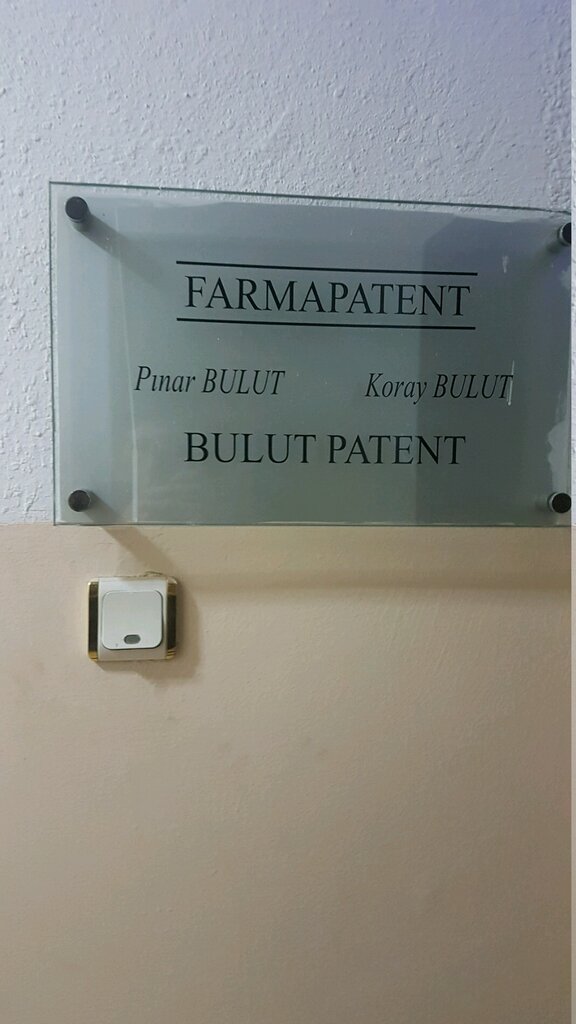 FARMAPATENT
Pınar BULUT Koray BULUT
BULUT PATENT